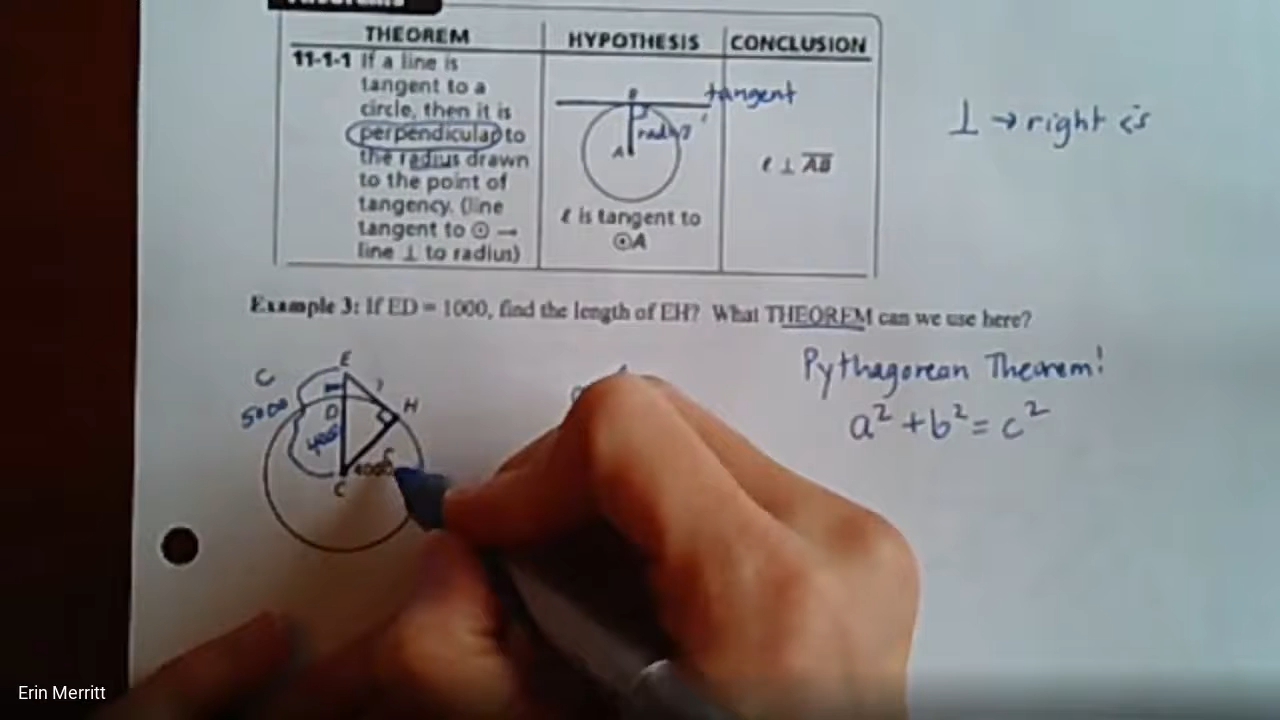 THEOREM HYPOTHESIS CONCLUSION
11-1-1 If a line is
tangent to a
circle, then it is
perpendicular to
the radius drawn
to the point of
tangency. (line
tangent to ⊙ →
line ⊥ to radius)
B tangent
radius
A
ℓ is tangent to
⊙A
ℓ ⊥ AB
⊥ → right ∠s
Example 3: If ED = 1000, find the length of EH? What THEOREM can we use here?
Pythagorean Theorem!
a² + b² = c²
E
C
5000
D
H
4000
C
Erin Merritt